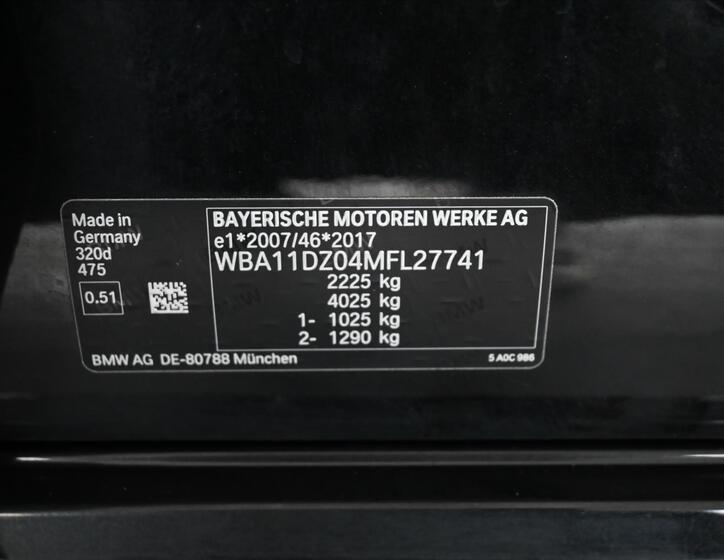 Made in
Germany
320d
475
0.51
BAYERISCHE MOTOREN WERKE AG
e1*2007/46*2017
WBA11DZ04MFL27741
2225 kg
4025 kg
1- 1025 kg
2- 1290 kg
BMW AG DE-80788 München
5 A0C 986